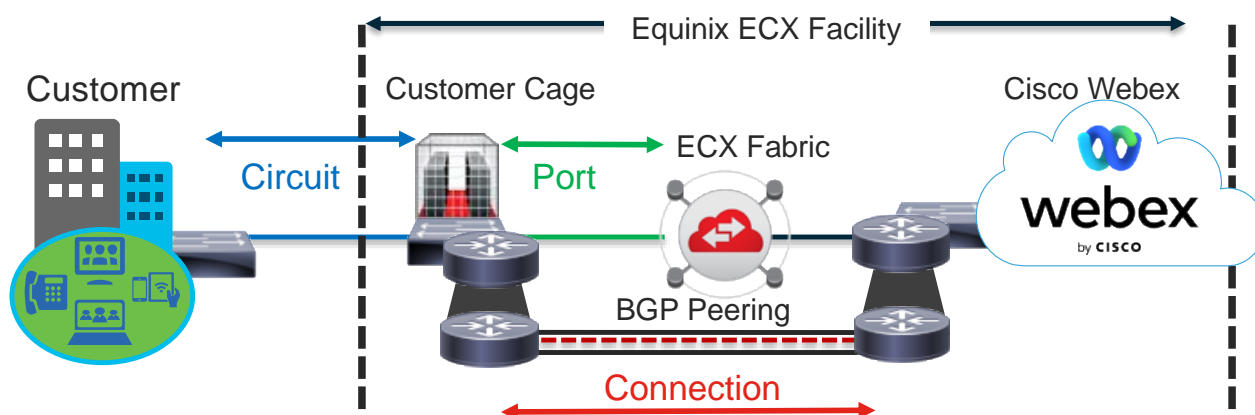 Equinix ECX Facility
Customer
Customer Cage
Cisco Webex
Circuit
Port
ECX Fabric
webex
by CISCO
BGP Peering
Connection